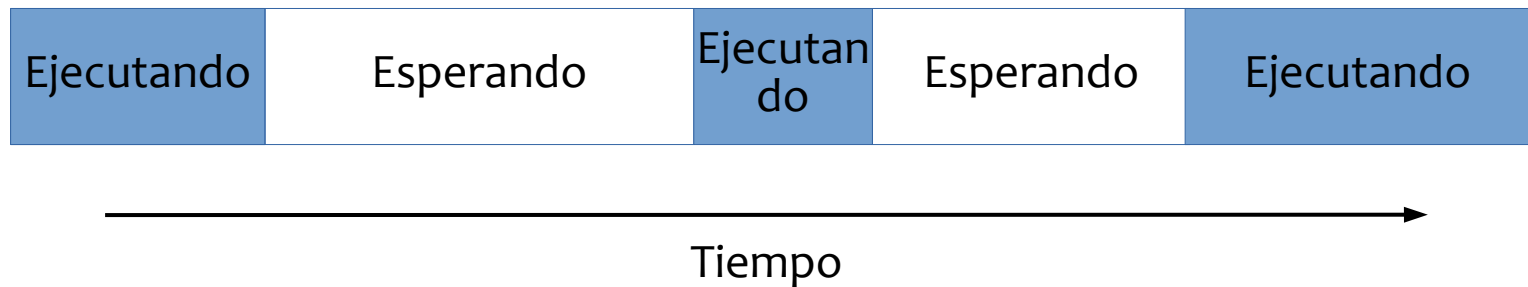 Ejecutando
Esperando
Ejecutan
do
Esperando
Ejecutando
Tiempo